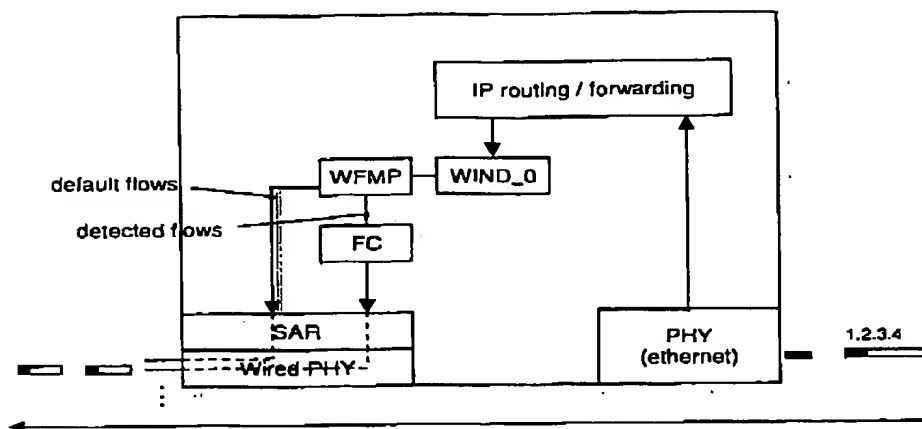 IP routing / forwarding
WFMP
WIND_0
default flows
detected flows
FC
SAR
Wired PHY
PHY
(ethernet)
1.2.3.4